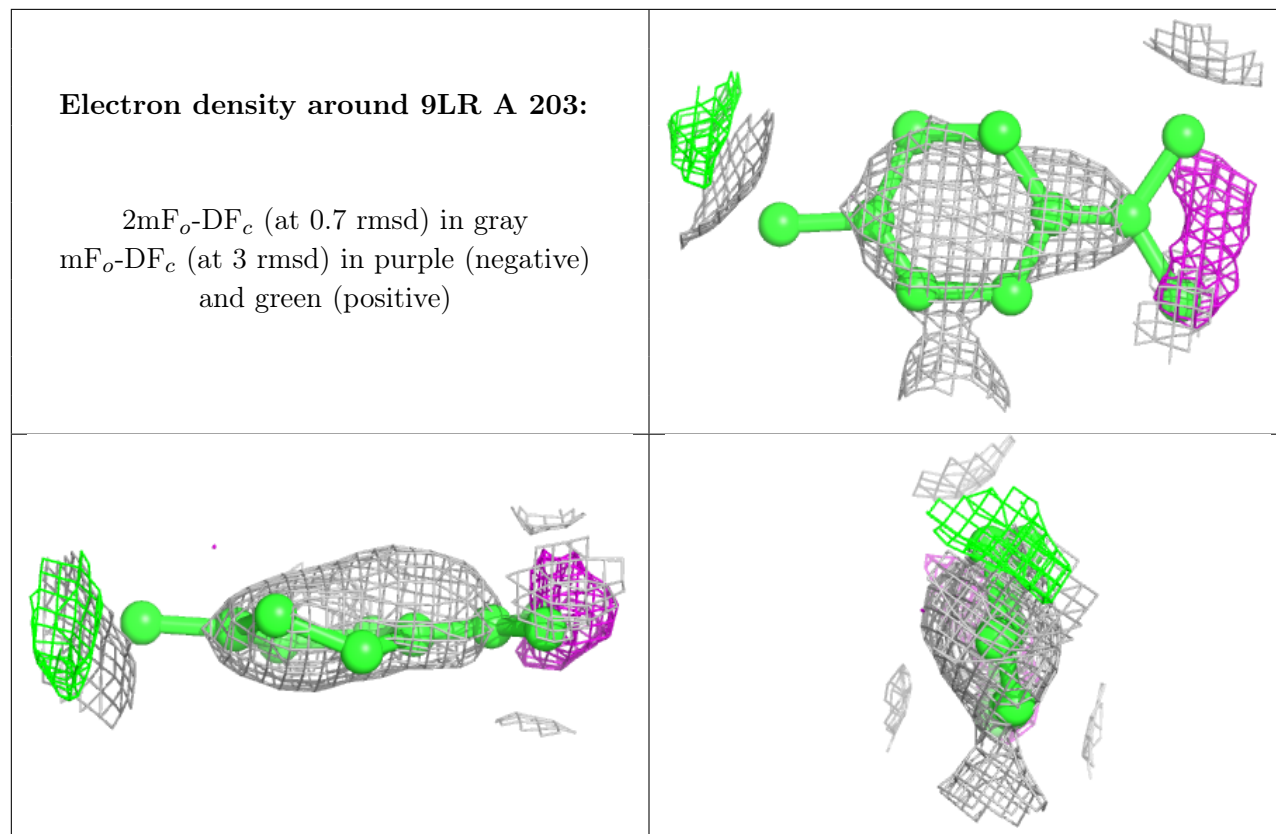 Electron density around 9LR A 203:
2mFo-DFc (at 0.7 rmsd) in gray
mFo-DFc (at 3 rmsd) in purple (negative)
and green (positive)